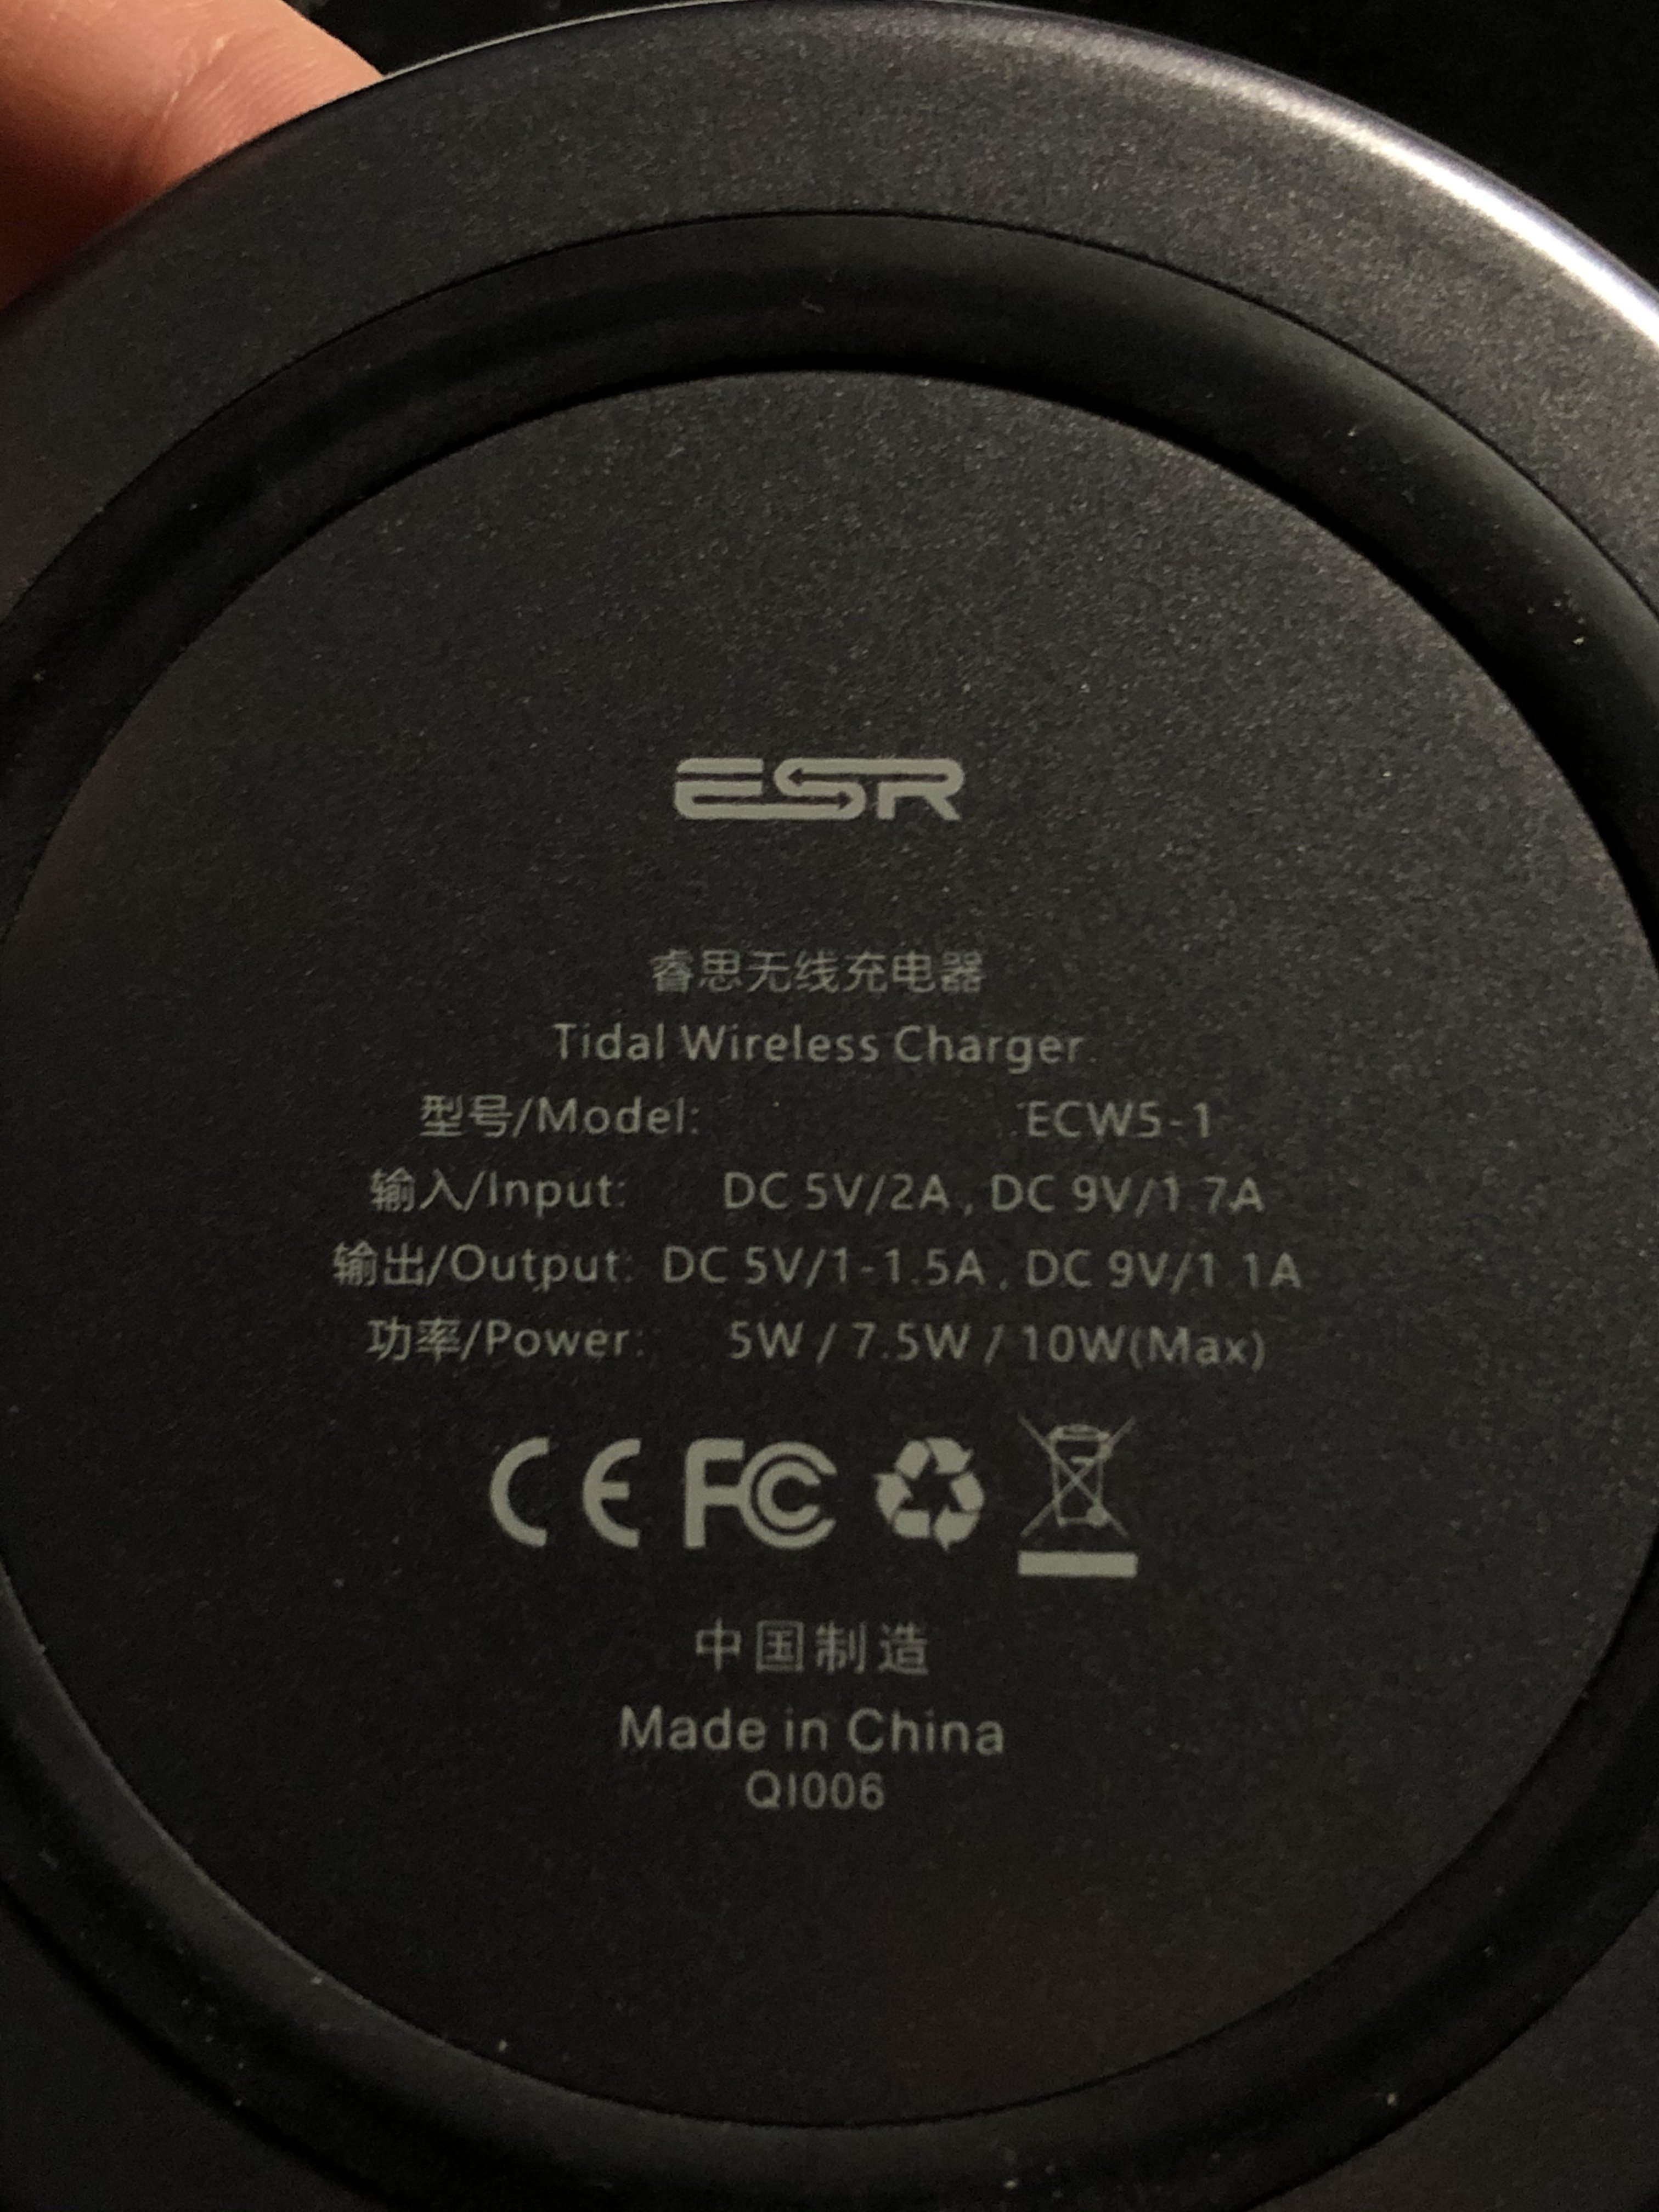 ESR
睿思无线充电器
Tidal Wireless Charger
型号/Model: ECW5-1
输入/Input: DC 5V/2A , DC 9V/1.7A
输出/Output: DC 5V/1-1.5A , DC 9V/1.1A
功率/Power: 5W / 7.5W / 10W(Max)
CE FC
中国制造
Made in China
QI006